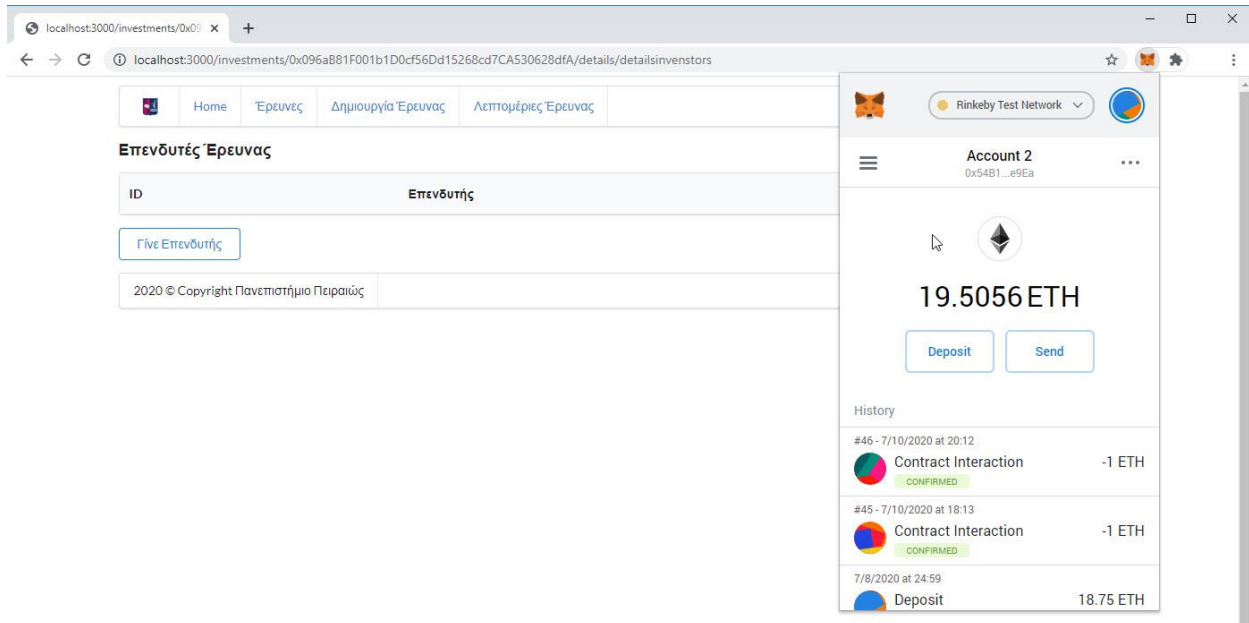 localhost:3000/investments/0x09
localhost:3000/investments/0x096aB81F001b1D0cf56Dd15268cd7CA530628dfA/details/detailsinvenstors
Home Έρευνες Δημιουργία Έρευνας Λεπτομέριες Έρευνας
Επενδυτές Έρευνας
ID Επενδυτής
Γίνε Επενδυτής
2020 © Copyright Πανεπιστήμιο Πειραιώς
Rinkeby Test Network
Account 2
0x54B1...e9Ea
19.5056 ETH
Deposit Send
History
#46 - 7/10/2020 at 20:12
Contract Interaction -1 ETH
CONFIRMED
#45 - 7/10/2020 at 18:13
Contract Interaction -1 ETH
CONFIRMED
7/8/2020 at 24:59
Deposit 18.75 ETH